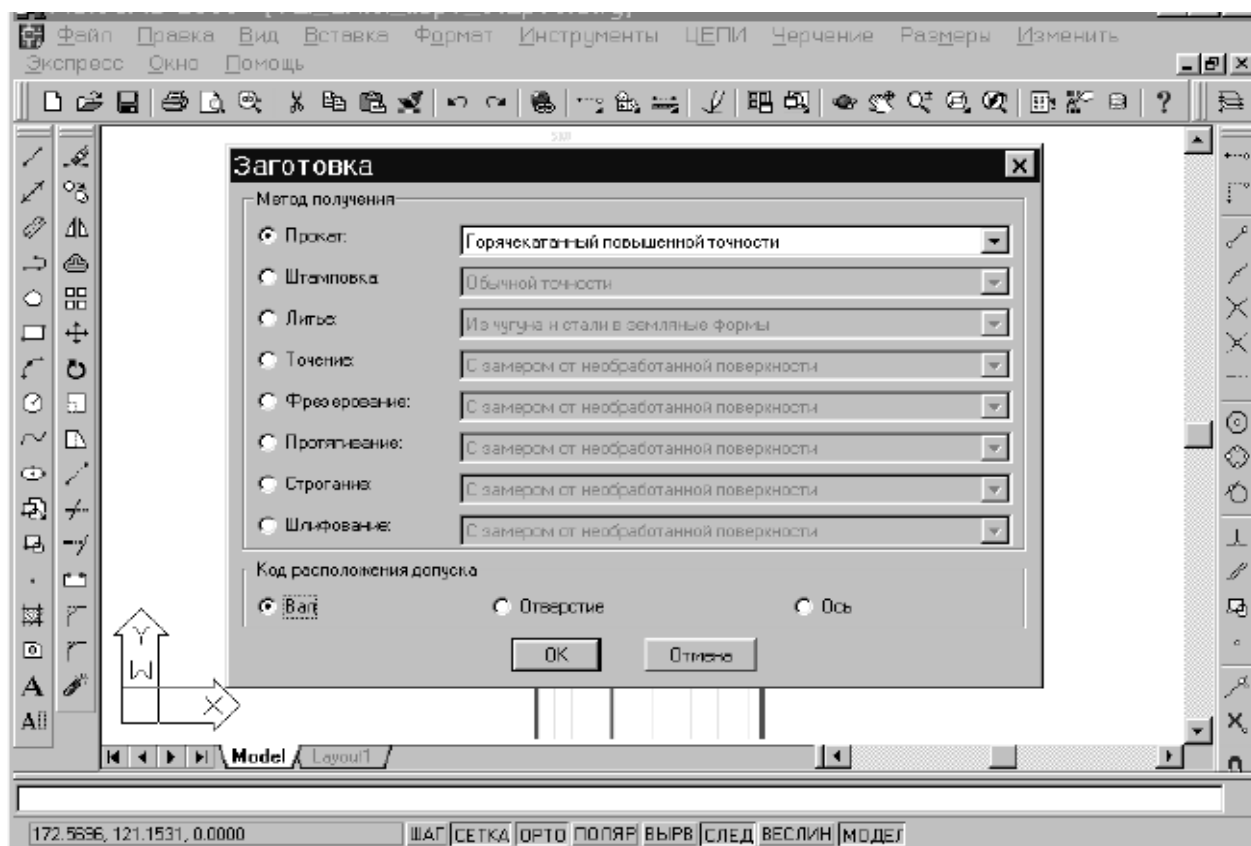 Файл Правка Вид Вставка Формат Инструменты ЦЕПИ Черчение Размеры Изменить
Экспресс Окно Помощь
Заготовка
Метод получения
Прокат: Горячекатанный повышенной точности
Штамповка: Обычной точности
Литье: Из чугуна и стали в земляные формы
Точение: С замером от необработанной поверхности
Фрезерование: С замером от необработанной поверхности
Протягивание: С замером от необработанной поверхности
Строгание: С замером от необработанной поверхности
Шлифование: С замером от необработанной поверхности
Код расположения допуска
Вал Отверстие Ось
OK Отмена
Y
W
X
A
Model Layout1
172.5696, 121.1531, 0.0000 ШАГ СЕТКА ОРТО ПОЛЯР ВЫРВ СЛЕД ВЕСЛИН МОДЕЛ